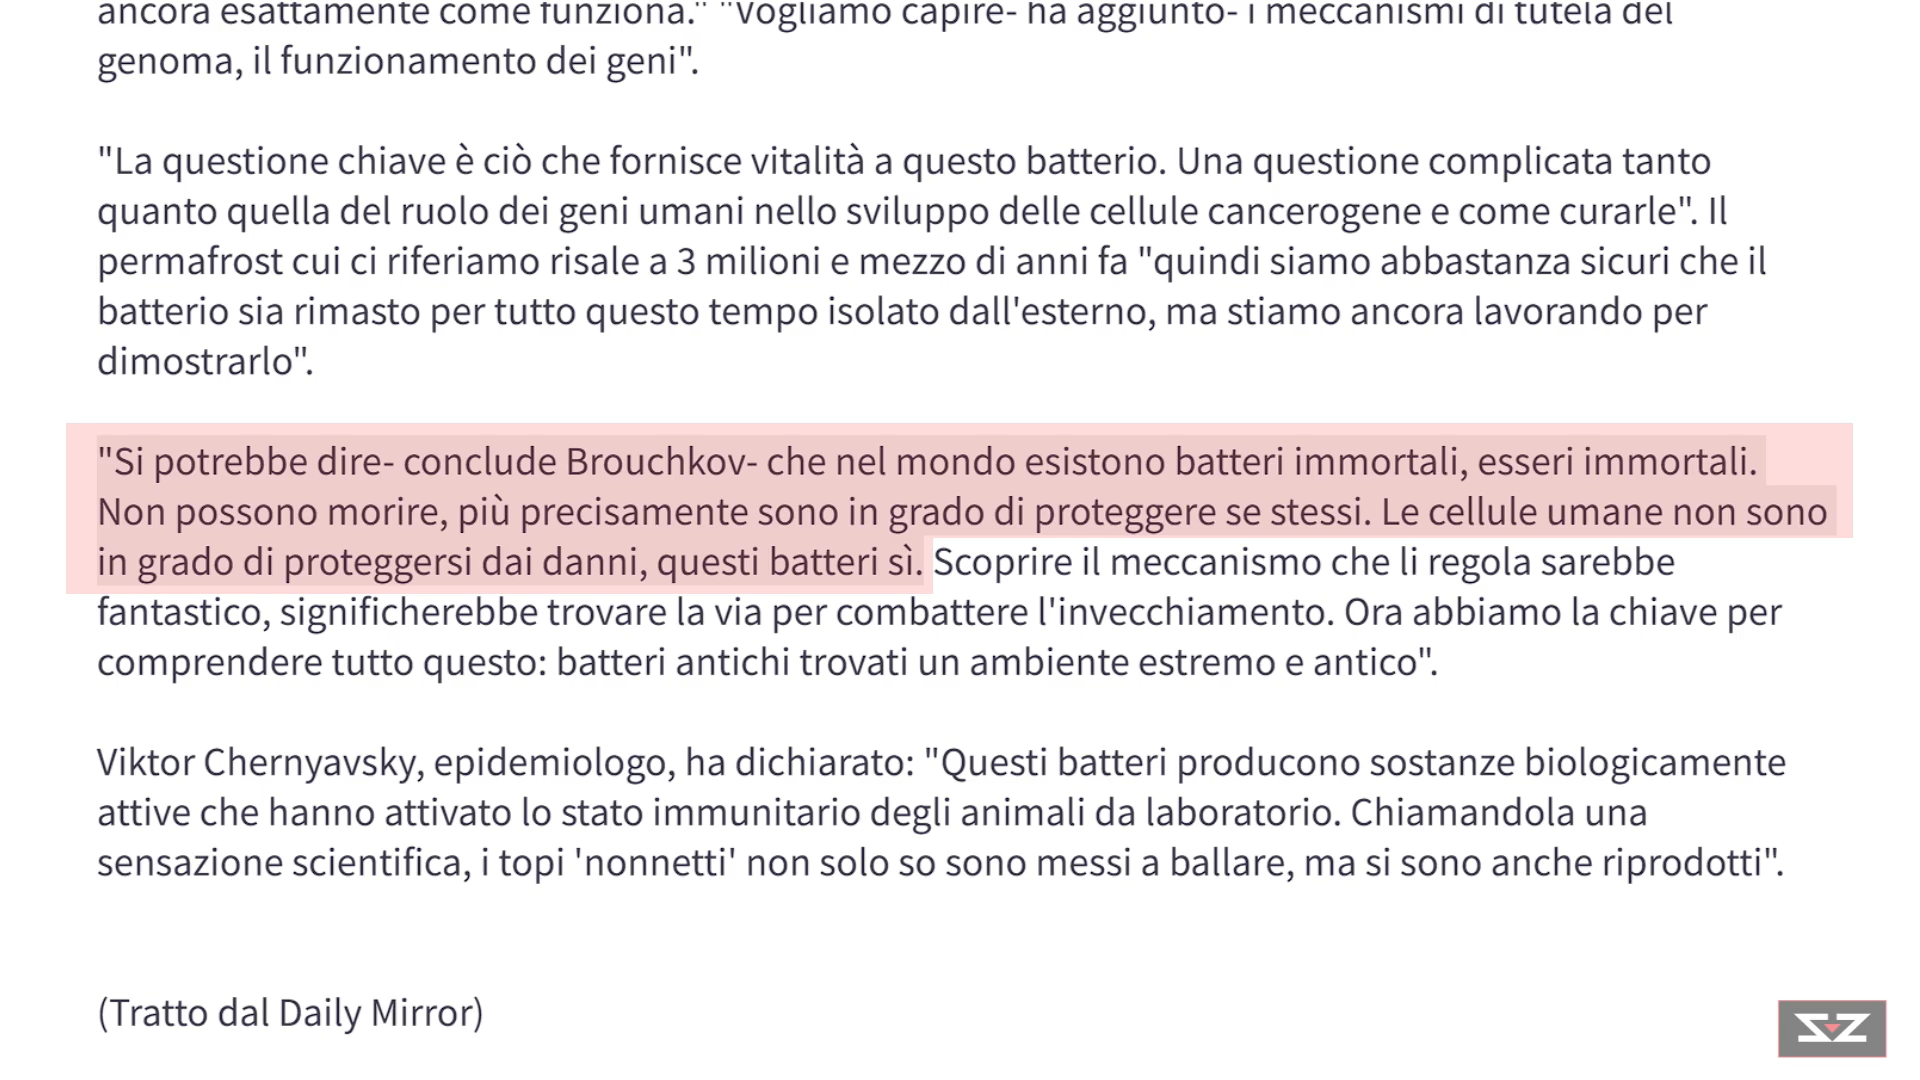 ancora esattamente come funziona." "Vogliamo capire- ha aggiunto- i meccanismi di tutela del
genoma, il funzionamento dei geni".
"La questione chiave è ciò che fornisce vitalità a questo batterio. Una questione complicata tanto
quanto quella del ruolo dei geni umani nello sviluppo delle cellule cancerogene e come curarle". Il
permafrost cui ci riferiamo risale a 3 milioni e mezzo di anni fa "quindi siamo abbastanza sicuri che il
batterio sia rimasto per tutto questo tempo isolato dall'esterno, ma stiamo ancora lavorando per
dimostrarlo".
"Si potrebbe dire- conclude Brouchkov- che nel mondo esistono batteri immortali, esseri immortali.
Non possono morire, più precisamente sono in grado di proteggere se stessi. Le cellule umane non sono
in grado di proteggersi dai danni, questi batteri sì. Scoprire il meccanismo che li regola sarebbe
fantastico, significherebbe trovare la via per combattere l'invecchiamento. Ora abbiamo la chiave per
comprendere tutto questo: batteri antichi trovati un ambiente estremo e antico".
Viktor Chernyavsky, epidemiologo, ha dichiarato: "Questi batteri producono sostanze biologicamente
attive che hanno attivato lo stato immunitario degli animali da laboratorio. Chiamandola una
sensazione scientifica, i topi 'nonnetti' non solo so sono messi a ballare, ma si sono anche riprodotti".
(Tratto dal Daily Mirror)